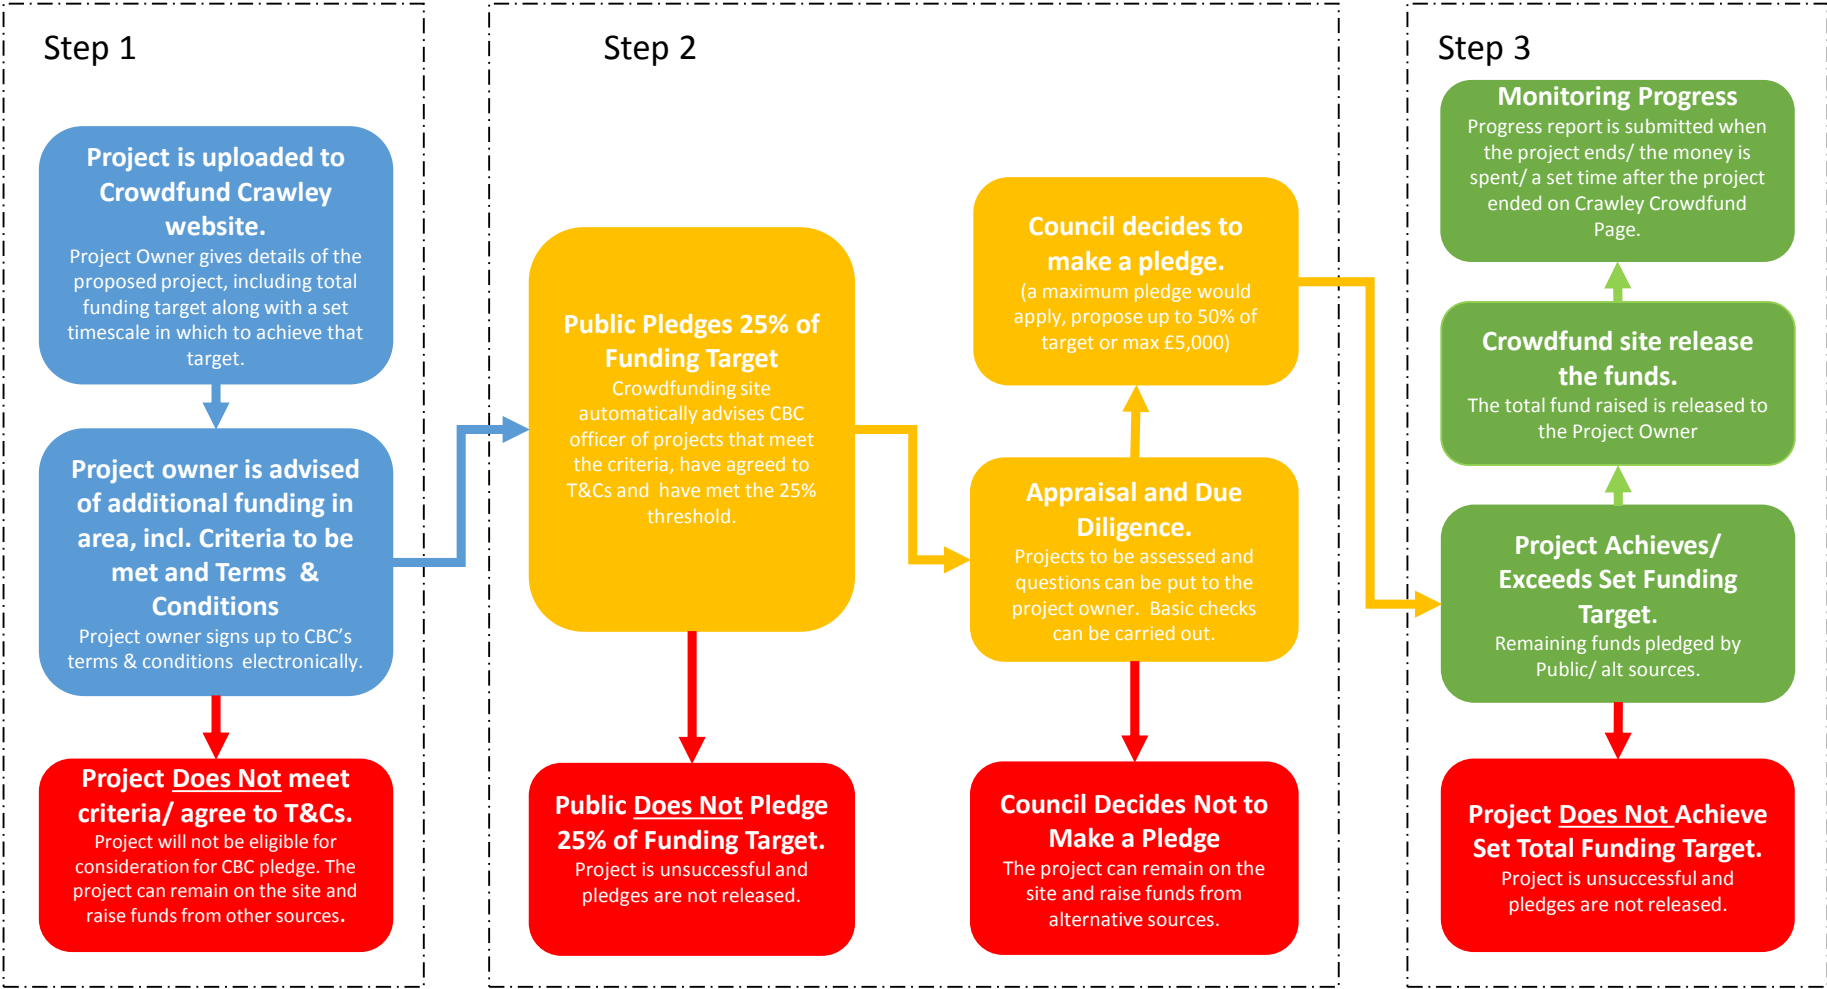 Step 1
Project is uploaded to
Crowdfund Crawley
website.
Project Owner gives details of the
proposed project, including total
funding target along with a set
timescale in which to achieve that
target.
Project owner is advised
of additional funding in
area, incl. Criteria to be
met and Terms &
Conditions
Project owner signs up to CBC’s
terms & conditions electronically.
Project Does Not meet
criteria/ agree to T&Cs.
Project will not be eligible for
consideration for CBC pledge. The
project can remain on the site and
raise funds from other sources.
Step 2
Public Pledges 25% of
Funding Target
Crowdfunding site
automatically advises CBC
officer of projects that meet
the criteria, have agreed to
T&Cs and have met the 25%
threshold.
Public Does Not Pledge
25% of Funding Target.
Project is unsuccessful and
pledges are not released.
Council decides to
make a pledge.
(a maximum pledge would
apply, propose up to 50% of
target or max £5,000)
Appraisal and Due
Diligence.
Projects to be assessed and
questions can be put to the
project owner. Basic checks
can be carried out.
Council Decides Not to
Make a Pledge
The project can remain on the
site and raise funds from
alternative sources.
Step 3
Monitoring Progress
Progress report is submitted when
the project ends/ the money is
spent/ a set time after the project
ended on Crawley Crowdfund
Page.
Crowdfund site release
the funds.
The total fund raised is released to
the Project Owner
Project Achieves/
Exceeds Set Funding
Target.
Remaining funds pledged by
Public/ alt sources.
Project Does Not Achieve
Set Total Funding Target.
Project is unsuccessful and
pledges are not released.